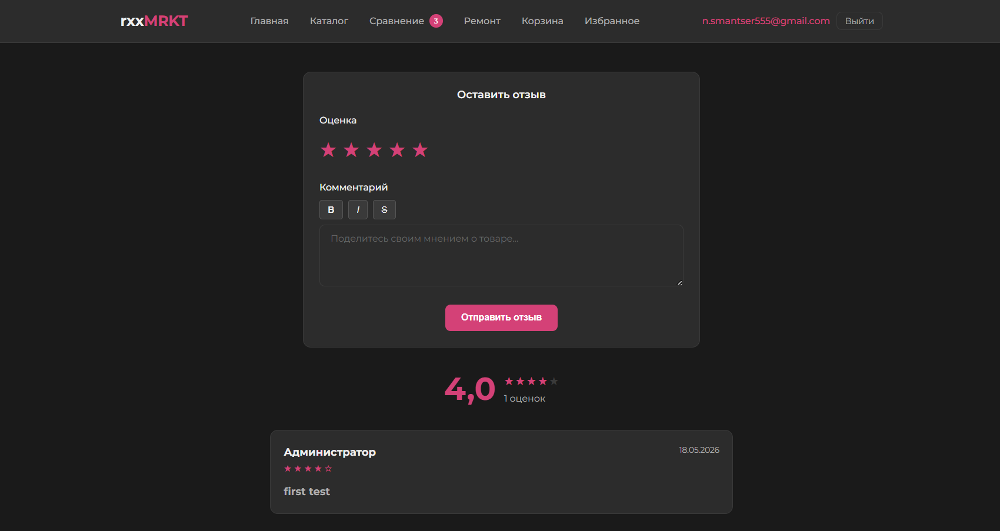 rxxMRKT Главная Каталог Сравнение 3 Ремонт Корзина Избранное n.smantser555@gmail.com Выйти
Оставить отзыв
Оценка
★ ★ ★ ★ ★
Комментарий
B I S
Поделитесь своим мнением о товаре...
Отправить отзыв
4,0 ★★★★★
1 оценок
Администратор 18.05.2026
★ ★ ★ ★ ☆
first test